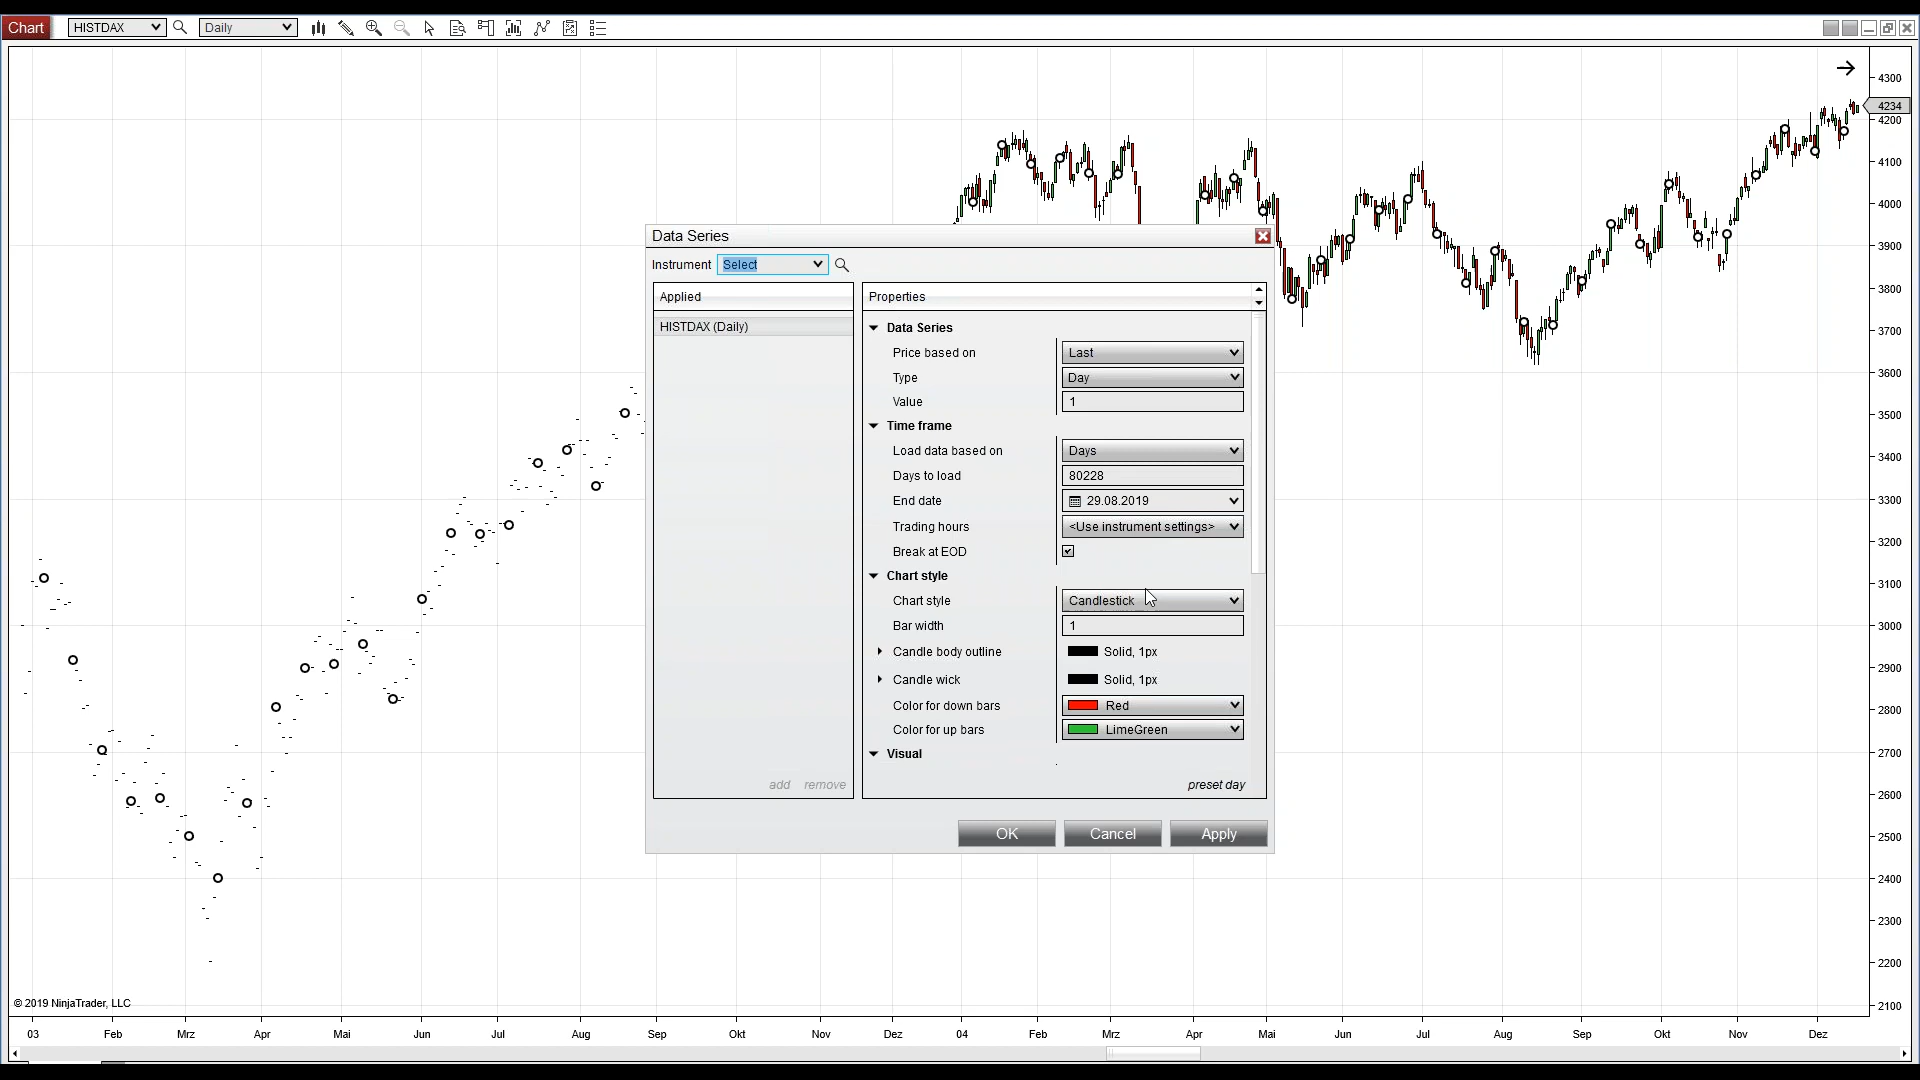 Chart HISTDAX Daily
4300
4234
4200
4100
4000
3900
3800
3700
3600
3500
3400
3300
3200
3100
3000
2900
2800
2700
2600
2500
2400
2300
2200
2100
Data Series
Instrument Select
Applied
HISTDAX (Daily)
add remove
Properties
Data Series
Price based on Last
Type Day
Value 1
Time frame
Load data based on Days
Days to load 80228
End date 29.08.2019
Trading hours <Use instrument settings>
Break at EOD
Chart style
Chart style Candlestick
Bar width 1
Candle body outline Solid, 1px
Candle wick Solid, 1px
Color for down bars Red
Color for up bars LimeGreen
Visual
preset day
OK Cancel Apply
© 2019 NinjaTrader, LLC
03 Feb Mrz Apr Mai Jun Jul Aug Sep Okt Nov Dez 04 Feb Mrz Apr Mai Jun Jul Aug Sep Okt Nov Dez